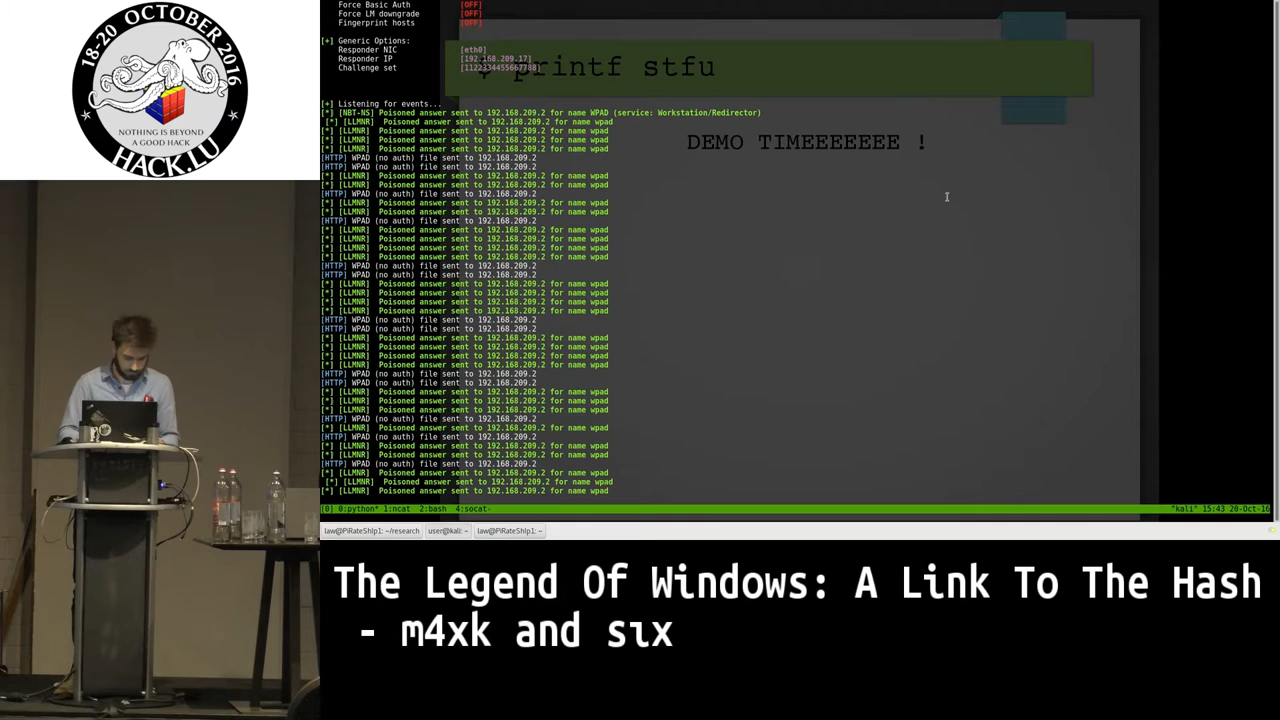 18-20 OCTOBER 2016
NOTHING IS BEYOND
A GOOD HACK
HACK.LU
Force Basic Auth [OFF]
Force LM downgrade [OFF]
Fingerprint hosts [OFF]
[+] Generic Options:
Responder NIC [eth0]
Responder IP [192.168.209.17]
Challenge set [1122334455667788]
$ printf stfu
DEMO TIMEEEEEEE !
[+] Listening for events...
[*] [NBT-NS] Poisoned answer sent to 192.168.209.2 for name WPAD (service: Workstation/Redirector)
[*] [LLMNR] Poisoned answer sent to 192.168.209.2 for name wpad
[*] [LLMNR] Poisoned answer sent to 192.168.209.2 for name wpad
[*] [LLMNR] Poisoned answer sent to 192.168.209.2 for name wpad
[*] [LLMNR] Poisoned answer sent to 192.168.209.2 for name wpad
[HTTP] WPAD (no auth) file sent to 192.168.209.2
[HTTP] WPAD (no auth) file sent to 192.168.209.2
[*] [LLMNR] Poisoned answer sent to 192.168.209.2 for name wpad
[*] [LLMNR] Poisoned answer sent to 192.168.209.2 for name wpad
[HTTP] WPAD (no auth) file sent to 192.168.209.2
[*] [LLMNR] Poisoned answer sent to 192.168.209.2 for name wpad
[*] [LLMNR] Poisoned answer sent to 192.168.209.2 for name wpad
[HTTP] WPAD (no auth) file sent to 192.168.209.2
[*] [LLMNR] Poisoned answer sent to 192.168.209.2 for name wpad
[*] [LLMNR] Poisoned answer sent to 192.168.209.2 for name wpad
[*] [LLMNR] Poisoned answer sent to 192.168.209.2 for name wpad
[*] [LLMNR] Poisoned answer sent to 192.168.209.2 for name wpad
[HTTP] WPAD (no auth) file sent to 192.168.209.2
[HTTP] WPAD (no auth) file sent to 192.168.209.2
[*] [LLMNR] Poisoned answer sent to 192.168.209.2 for name wpad
[*] [LLMNR] Poisoned answer sent to 192.168.209.2 for name wpad
[*] [LLMNR] Poisoned answer sent to 192.168.209.2 for name wpad
[*] [LLMNR] Poisoned answer sent to 192.168.209.2 for name wpad
[HTTP] WPAD (no auth) file sent to 192.168.209.2
[HTTP] WPAD (no auth) file sent to 192.168.209.2
[*] [LLMNR] Poisoned answer sent to 192.168.209.2 for name wpad
[*] [LLMNR] Poisoned answer sent to 192.168.209.2 for name wpad
[*] [LLMNR] Poisoned answer sent to 192.168.209.2 for name wpad
[*] [LLMNR] Poisoned answer sent to 192.168.209.2 for name wpad
[HTTP] WPAD (no auth) file sent to 192.168.209.2
[HTTP] WPAD (no auth) file sent to 192.168.209.2
[*] [LLMNR] Poisoned answer sent to 192.168.209.2 for name wpad
[*] [LLMNR] Poisoned answer sent to 192.168.209.2 for name wpad
[*] [LLMNR] Poisoned answer sent to 192.168.209.2 for name wpad
[HTTP] WPAD (no auth) file sent to 192.168.209.2
[*] [LLMNR] Poisoned answer sent to 192.168.209.2 for name wpad
[HTTP] WPAD (no auth) file sent to 192.168.209.2
[*] [LLMNR] Poisoned answer sent to 192.168.209.2 for name wpad
[*] [LLMNR] Poisoned answer sent to 192.168.209.2 for name wpad
[HTTP] WPAD (no auth) file sent to 192.168.209.2
[*] [LLMNR] Poisoned answer sent to 192.168.209.2 for name wpad
[*] [LLMNR] Poisoned answer sent to 192.168.209.2 for name wpad
[*] [LLMNR] Poisoned answer sent to 192.168.209.2 for name wpad
[0] 0:python* 1:ncat 2:bash 4:socat- "kali" 15:43 20-Oct-16
law@PiRateShip1: ~/research user@kali: ~ law@PiRateShip1: ~
The Legend Of Windows: A Link To The Hash
- m4xk and sıx